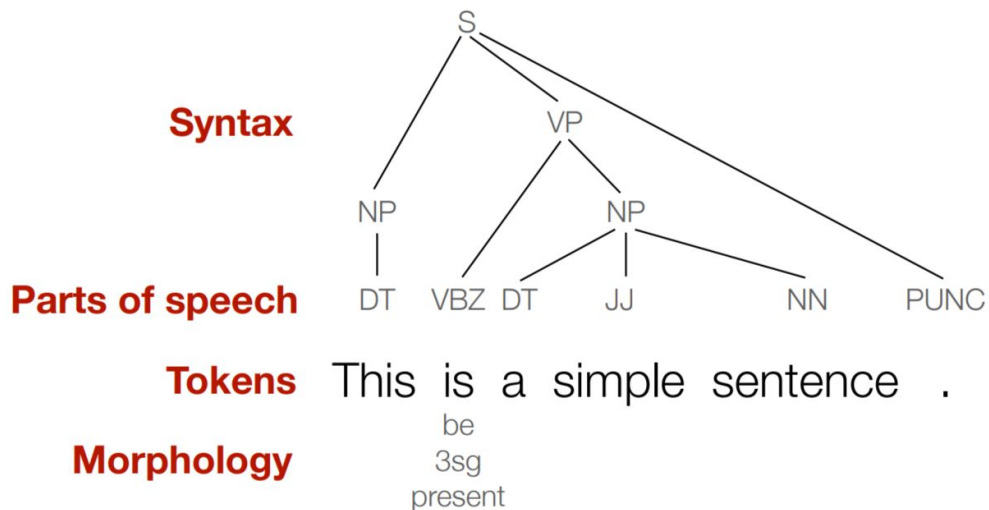 S
Syntax
VP
NP NP
Parts of speech DT VBZ DT JJ NN PUNC
Tokens This is a simple sentence .
be
Morphology 3sg
present